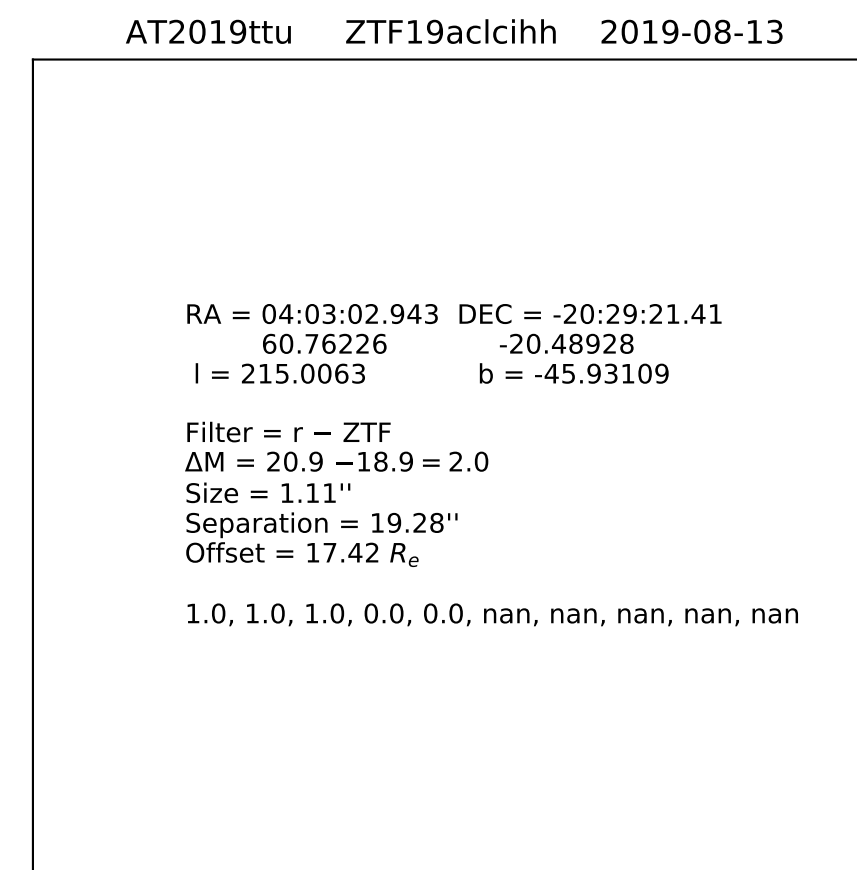 AT2019ttu ZTF19aclcihh 2019-08-13
RA = 04:03:02.943 DEC = -20:29:21.41
60.76226 -20.48928
l = 215.0063 b = -45.93109
Filter = r − ZTF
ΔM = 20.9 −18.9 = 2.0
Size = 1.11''
Separation = 19.28''
Offset = 17.42 Re
1.0, 1.0, 1.0, 0.0, 0.0, nan, nan, nan, nan, nan